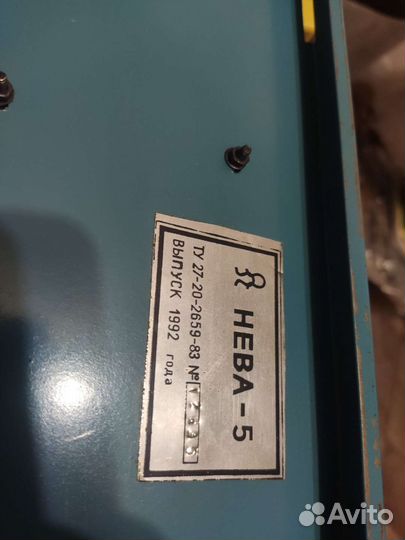 НЕВА - 5
ТУ 27-20-2659-83 №
ВЫПУСК 1992 года
Avito